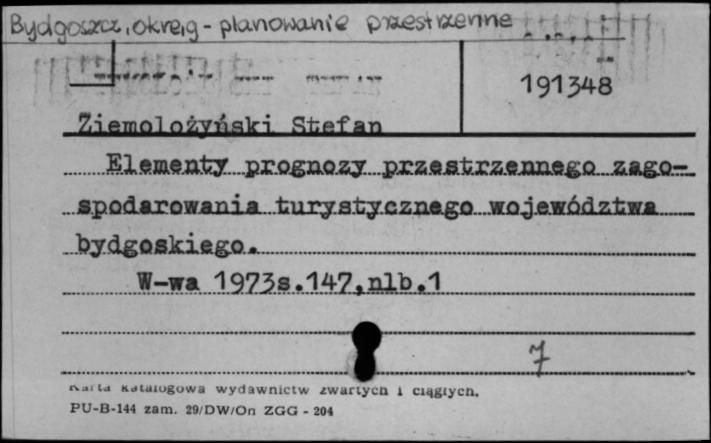 Bydgoszcz, okręg - planowanie przestrzenne
191348
Ziemolożyński Stefan
Elementy prognozy przestrzennego zago-
spodarowania turystycznego województwa
bydgoskiego.
W-wa 1973s.147,nlb.1
7
Karta katalogowa wydawnictw zwartych i ciągłych.
PU-B-144 zam. 29/DW/On ZGG - 204